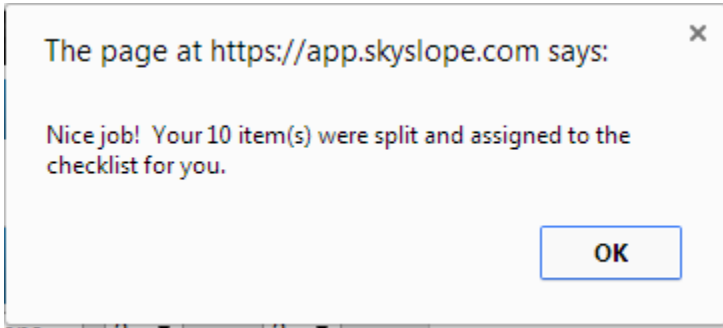 The page at https://app.skyslope.com says:
Nice job!  Your 10 item(s) were split and assigned to the
checklist for you.
OK